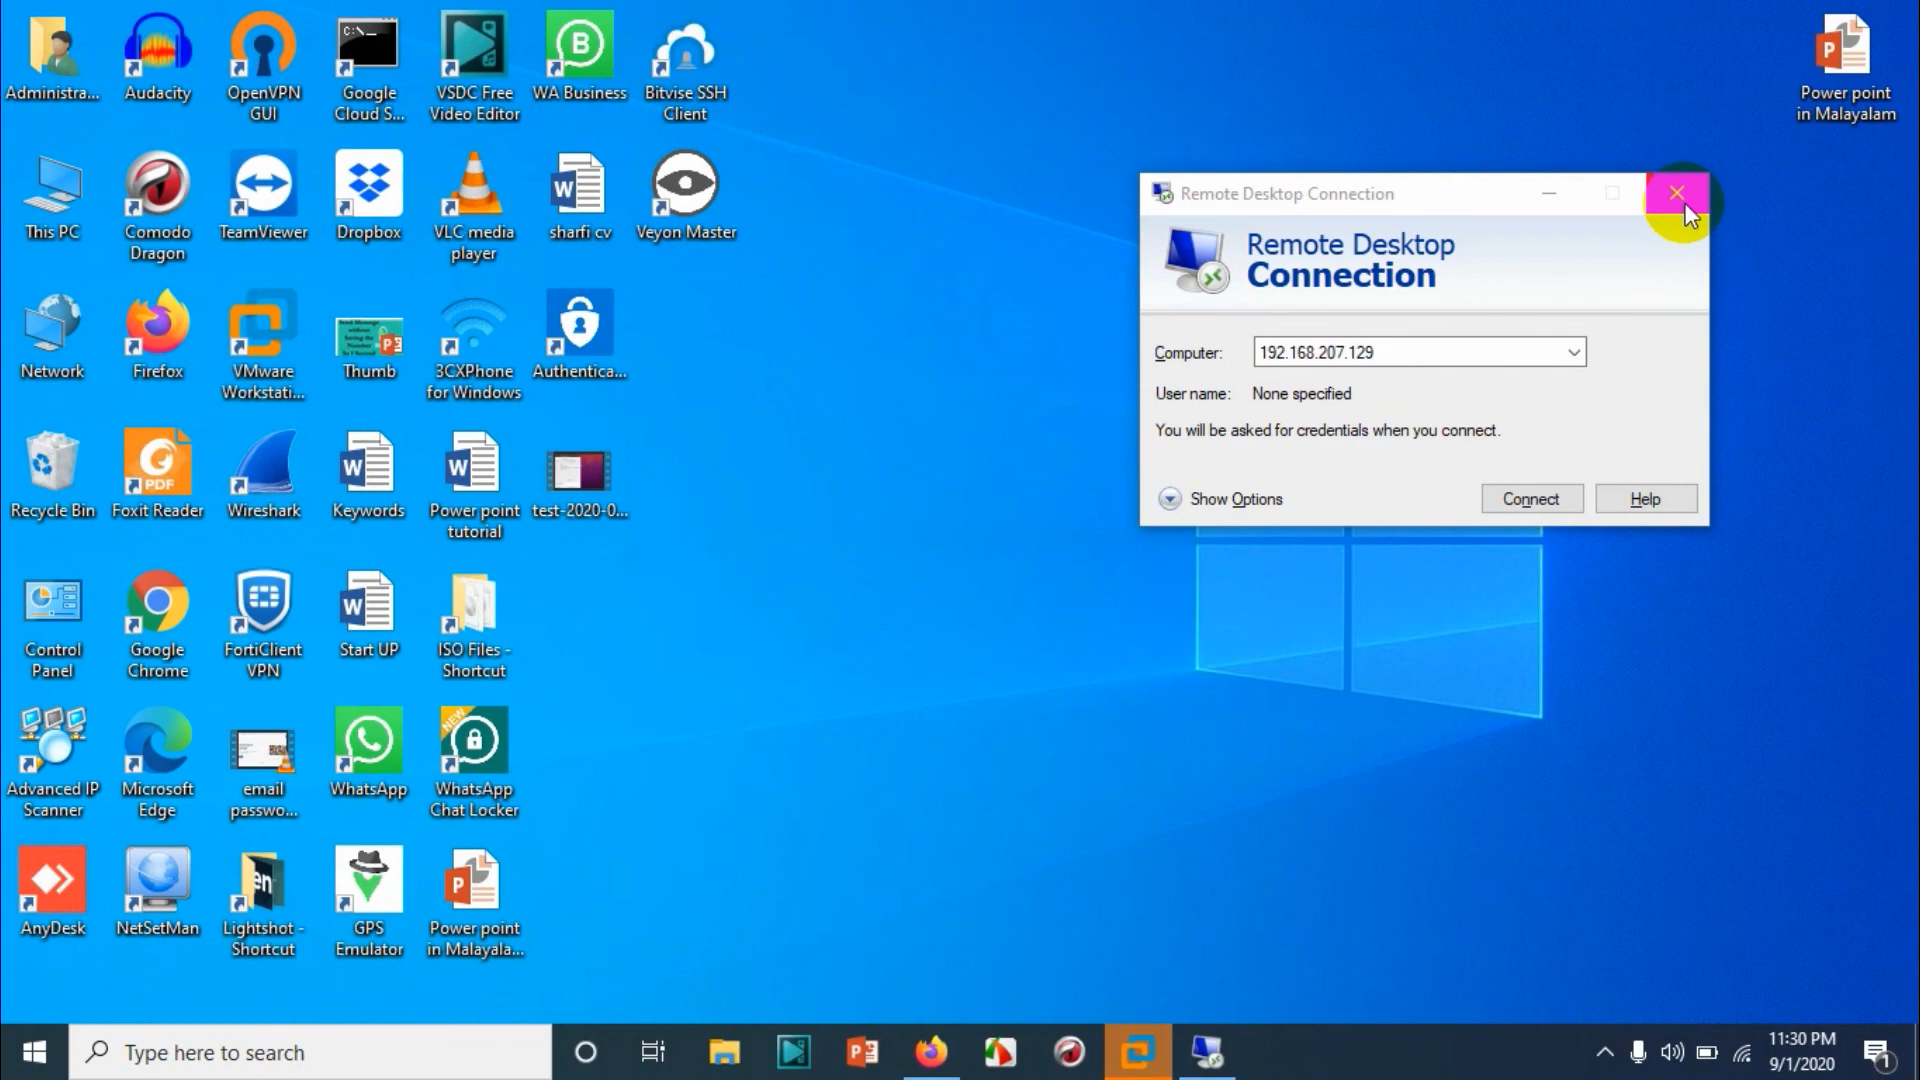 Administra...
Audacity
OpenVPN
GUI
Google
Cloud S...
VSDC Free
Video Editor
WA Business
Bitvise SSH
Client
Power point
in Malayalam
This PC
Comodo
Dragon
TeamViewer
Dropbox
VLC media
player
sharfi cv
Veyon Master
Remote Desktop Connection
Remote Desktop
Connection
Computer:
192.168.207.129
User name:
None specified
You will be asked for credentials when you connect.
Show Options
Connect
Help
Network
Firefox
VMware
Workstati...
Thumb
3CXPhone
for Windows
Authentica...
Recycle Bin
Foxit Reader
PDF
Wireshark
Keywords
Power point
tutorial
test-2020-0...
Control
Panel
Google
Chrome
FortiClient
VPN
Start UP
ISO Files -
Shortcut
Advanced IP
Scanner
Microsoft
Edge
email
passwo...
WhatsApp
NEW
WhatsApp
Chat Locker
AnyDesk
NetSetMan
en
Lightshot -
Shortcut
GPS
Emulator
Power point
in Malayala...
Type here to search
11:30 PM
9/1/2020
1